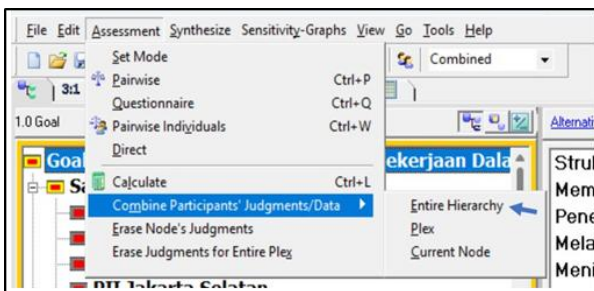 File Edit Assessment Synthesize Sensitivity-Graphs View Go Tools Help
Set Mode
Combined
3:1
Pairwise Ctrl+P
Questionnaire Ctrl+Q
1.0 Goal
Pairwise Individuals Ctrl+W
Direct
Goal
ekerjaan Dala
Calculate Ctrl+L
Combine Participants' Judgments/Data
Entire Hierarchy
Erase Node's Judgments
Plex
Erase Judgments for Entire Plex
Current Node
PJT Jakarta Selatan
Alternati
Struk
Mem
Pene
Mela
Meni